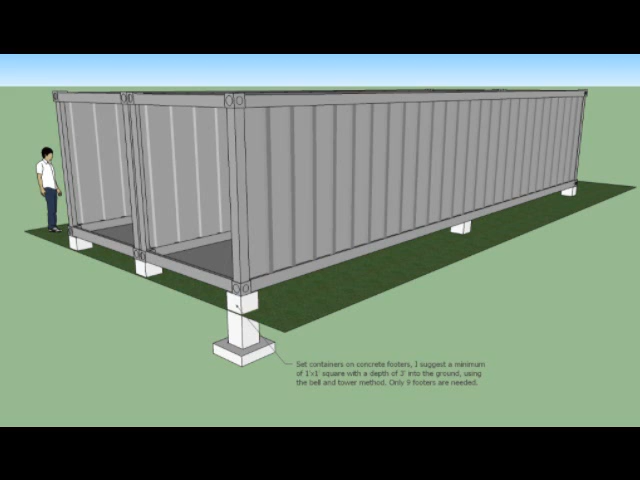 Set containers on concrete footers, I suggest a minimum
of 1'x1' square with a depth of 3' into the ground, using
the bell and tower method. Only 9 footers are needed.